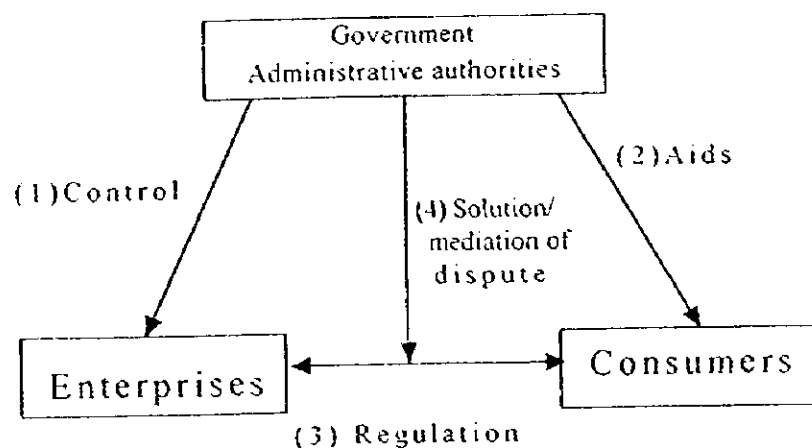 Government
Administrative authorities
(1)Control
(2)Aids
(4) Solution/
mediation of
dispute
Enterprises
Consumers
(3) Regulation